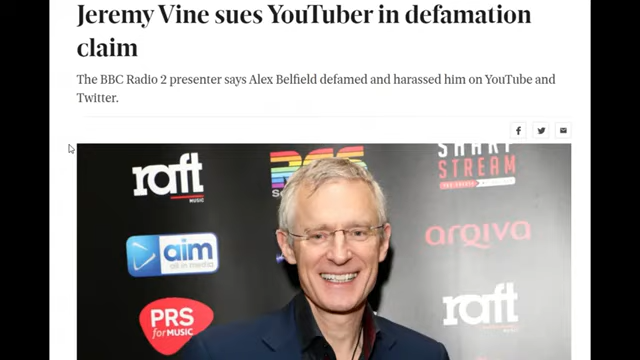 Jeremy Vine sues YouTuber in defamation
claim
The BBC Radio 2 presenter says Alex Belfield defamed and harassed him on YouTube and
Twitter.
raft
MUSIC
STREAM
aim
arqiva
PRS
for MUSIC
raft